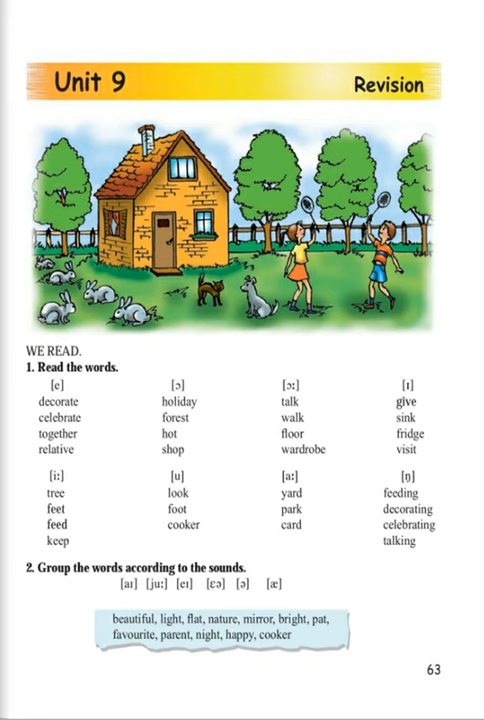 Unit 9 Revision
WE READ.
1. Read the words.
[e] [ɔ] [ɔ:] [ɪ]
decorate holiday talk give
celebrate forest walk sink
together hot floor fridge
relative shop wardrobe visit
[i:] [u] [a:] [ŋ]
tree look yard feeding
feet foot park decorating
feed cooker card celebrating
keep talking
2. Group the words according to the sounds.
[aɪ] [ju:] [eɪ] [ɛə] [ə] [æ]
beautiful, light, flat, nature, mirror, bright, pat,
favourite, parent, night, happy, cooker
63